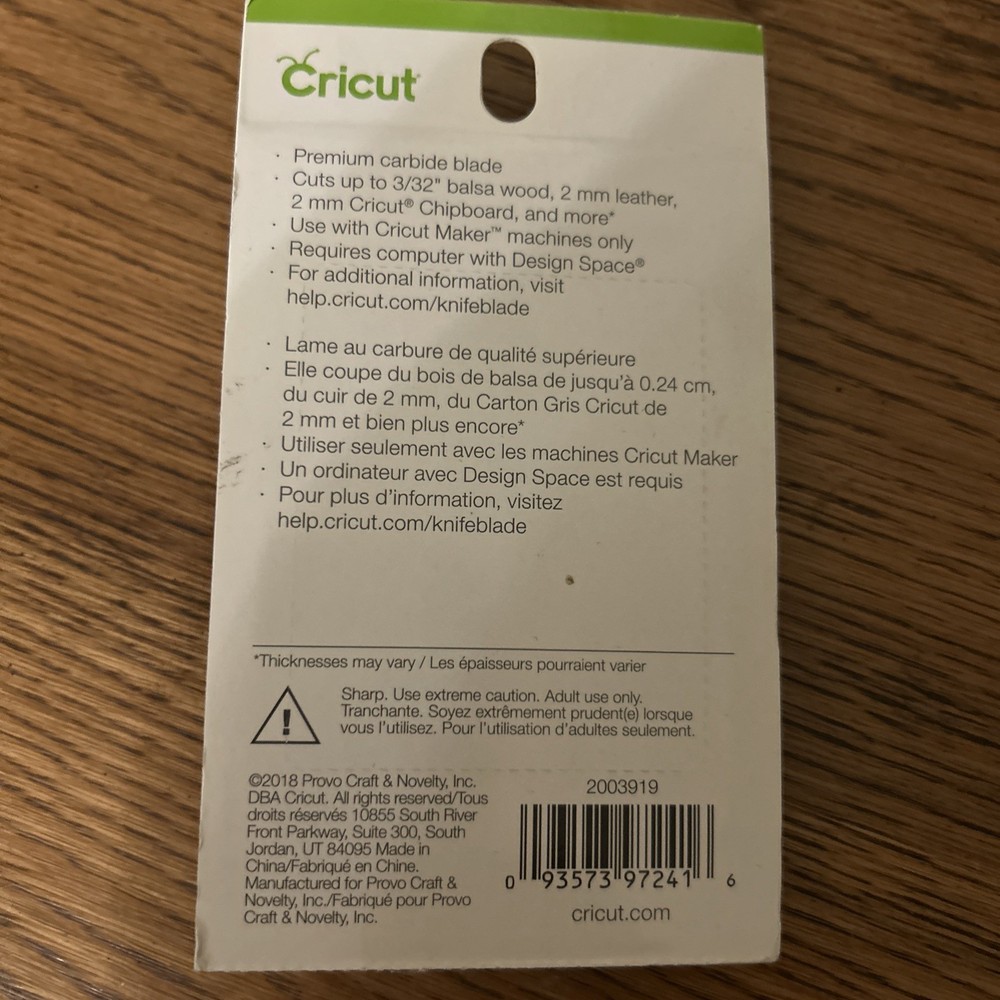 Cricut
· Premium carbide blade
· Cuts up to 3/32" balsa wood, 2 mm leather,
2 mm Cricut® Chipboard, and more*
· Use with Cricut Maker™ machines only
· Requires computer with Design Space®
· For additional information, visit
help.cricut.com/knifeblade
· Lame au carbure de qualité supérieure
· Elle coupe du bois de balsa de jusqu'à 0.24 cm,
du cuir de 2 mm, du Carton Gris Cricut de
2 mm et bien plus encore*
· Utiliser seulement avec les machines Cricut Maker
· Un ordinateur avec Design Space est requis
· Pour plus d'information, visitez
help.cricut.com/knifeblade
*Thicknesses may vary / Les épaisseurs pourraient varier
Sharp. Use extreme caution. Adult use only.
Tranchante. Soyez extrêmement prudent(e) lorsque
vous l'utilisez. Pour l'utilisation d'adultes seulement.
©2018 Provo Craft & Novelty, Inc.
DBA Cricut. All rights reserved/Tous
droits réservés 10855 South River
Front Parkway, Suite 300, South
Jordan, UT 84095 Made in
China/Fabriqué en Chine.
Manufactured for Provo Craft &
Novelty, Inc./Fabriqué pour Provo
Craft & Novelty, Inc.
2003919
0 93573 97241 6
cricut.com